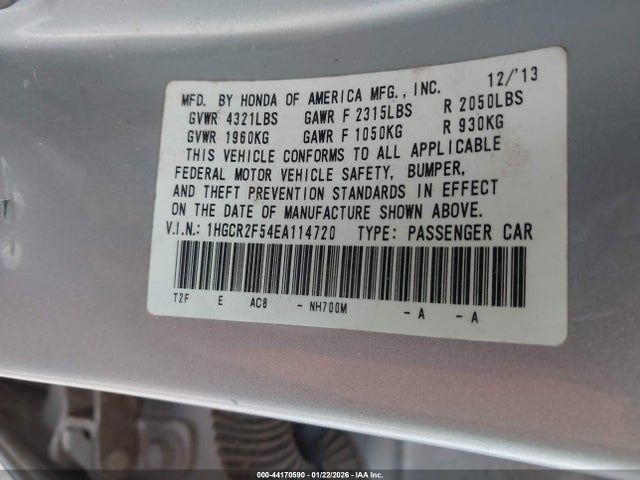 MFD. BY HONDA OF AMERICA MFG., INC. 12/'13
GVWR 4321LBS GAWR F 2315LBS R 2050LBS
GVWR 1960KG GAWR F 1050KG R 930KG
THIS VEHICLE CONFORMS TO ALL APPLICABLE
FEDERAL MOTOR VEHICLE SAFETY, BUMPER,
AND THEFT PREVENTION STANDARDS IN EFFECT
ON THE DATE OF MANUFACTURE SHOWN ABOVE.
V.I.N.: 1HGCR2F54EA114720 TYPE: PASSENGER CAR
T2F E AC8 - NH700M - A - A
000-44170590 - 01/22/2026 - IAA Inc.